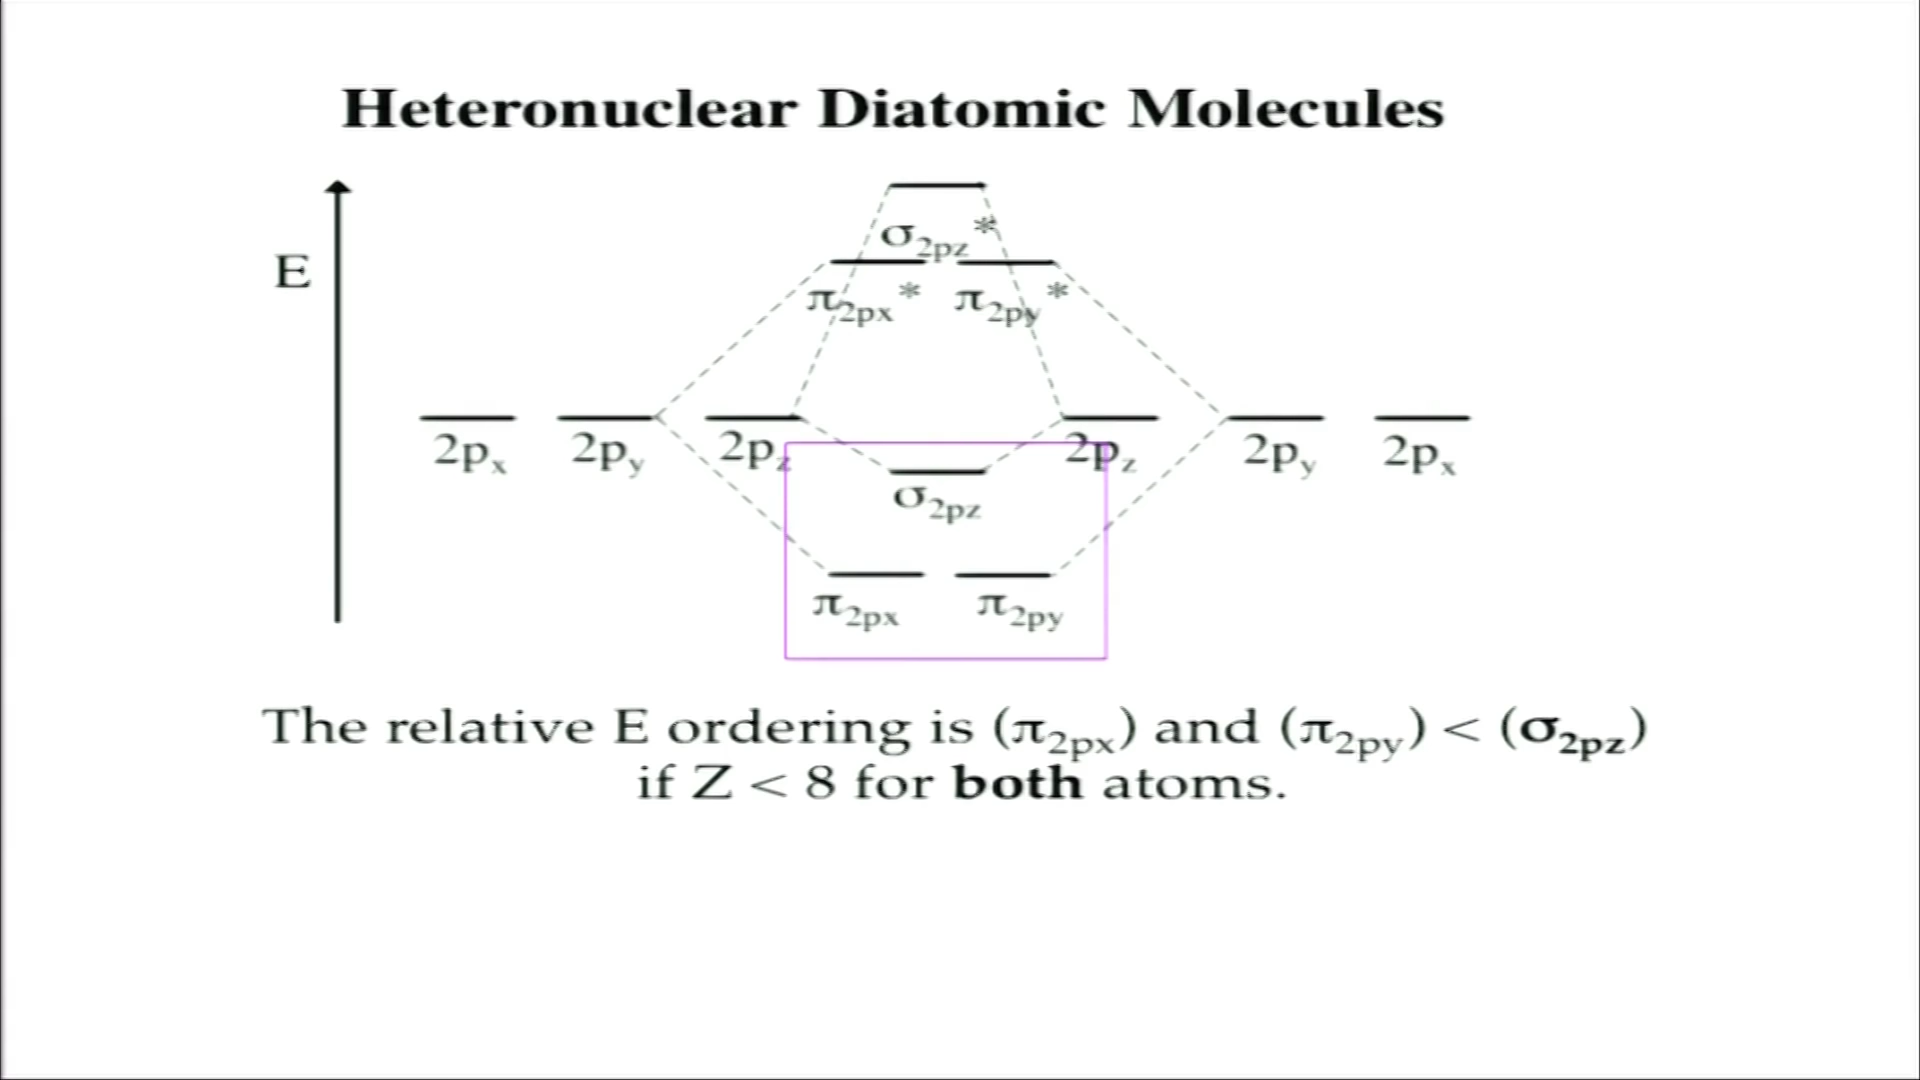 Heteronuclear Diatomic Molecules
E
σ2pz*
π2px* π2py*
2px 2py 2pz 2pz 2py 2px
σ2pz
π2px π2py
The relative E ordering is (π2px) and (π2py) < (σ2pz)
if Z < 8 for both atoms.